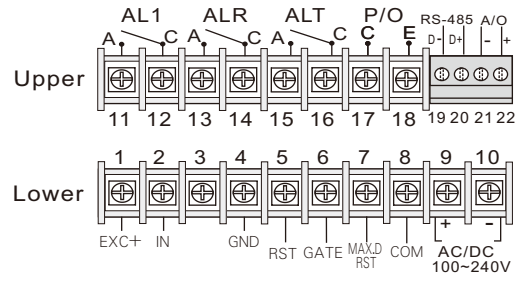 AL1 ALR ALT P/O RS-485 A/O
A C A C A C C E D- D+ - +
Upper
11 12 13 14 15 16 17 18 19 20 21 22
1 2 3 4 5 6 7 8 9 10
Lower
+ -
EXC+ IN GND RST GATE MAX.D RST COM AC/DC
100~240V